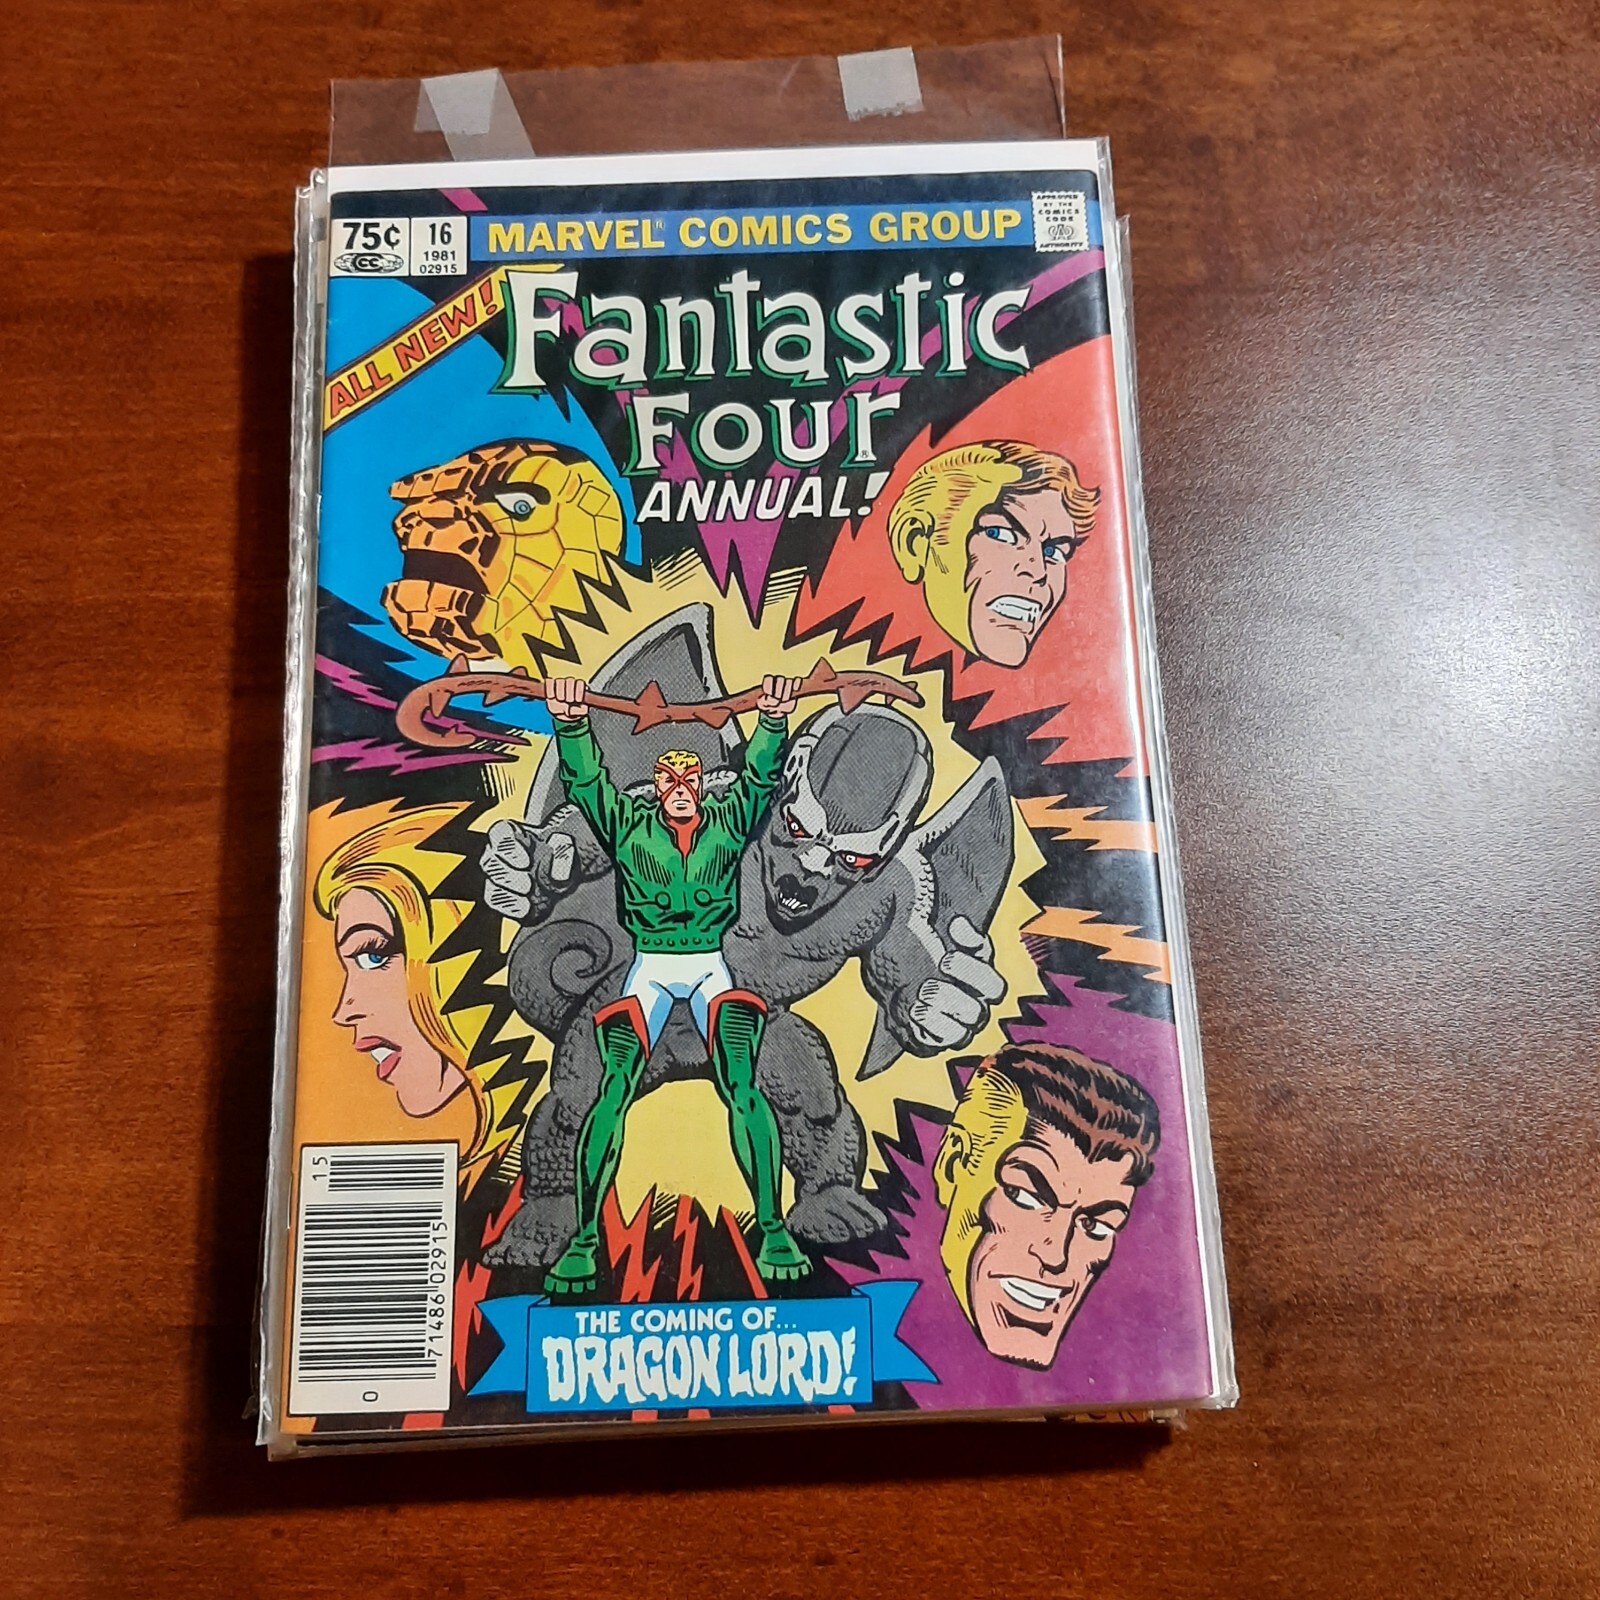 75¢
CC
16
1981
02915
MARVEL® COMICS GROUP
APPROVED
BY THE
COMICS
CODE
AUTHORITY
ALL NEW!
Fantastic
Four®
ANNUAL!
15
71486 02915
0
THE COMING OF...
DRAGON LORD!